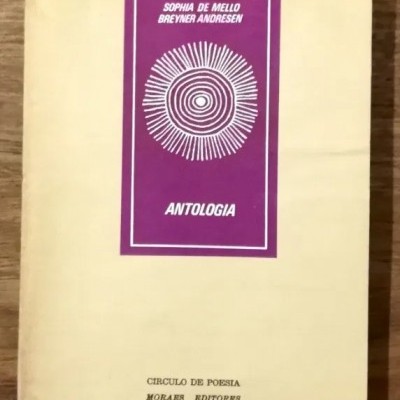 SOPHIA DE MELLO
BREYNER ANDRESEN
ANTOLOGIA
CIRCULO DE POESIA
MORAES EDITORES